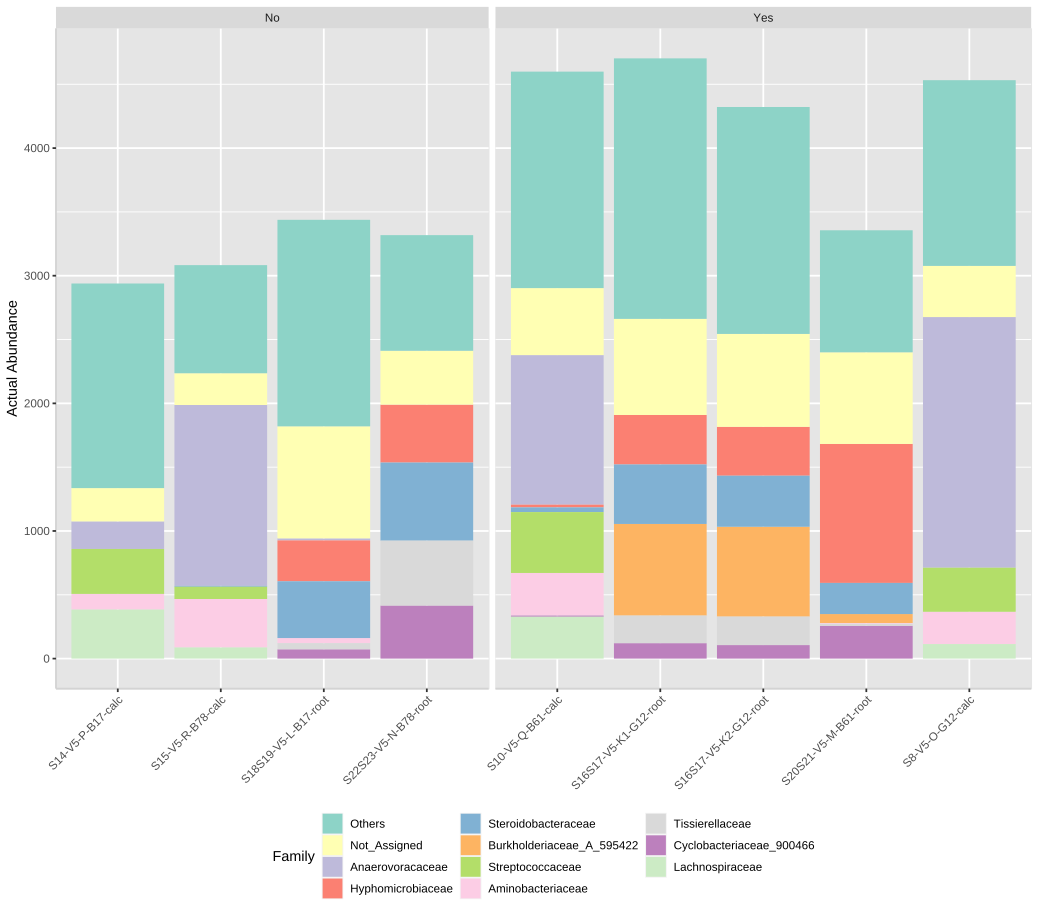 No Yes
Actual Abundance
4000
3000
2000
1000
0
S14-V5-P-B17-calc
S15-V5-R-B78-calc
S18S19-V5-L-B17-root
S22S23-V5-N-B78-root
S10-V5-Q-B61-calc
S16S17-V5-K1-G12-root
S16S17-V5-K2-G12-root
S20S21-V5-M-B61-root
S8-V5-O-G12-calc
Family
Others
Not_Assigned
Anaerovoracaceae
Hyphomicrobiaceae
Steroidobacteraceae
Burkholderiaceae_A_595422
Streptococcaceae
Aminobacteriaceae
Tissierellaceae
Cyclobacteriaceae_900466
Lachnospiraceae